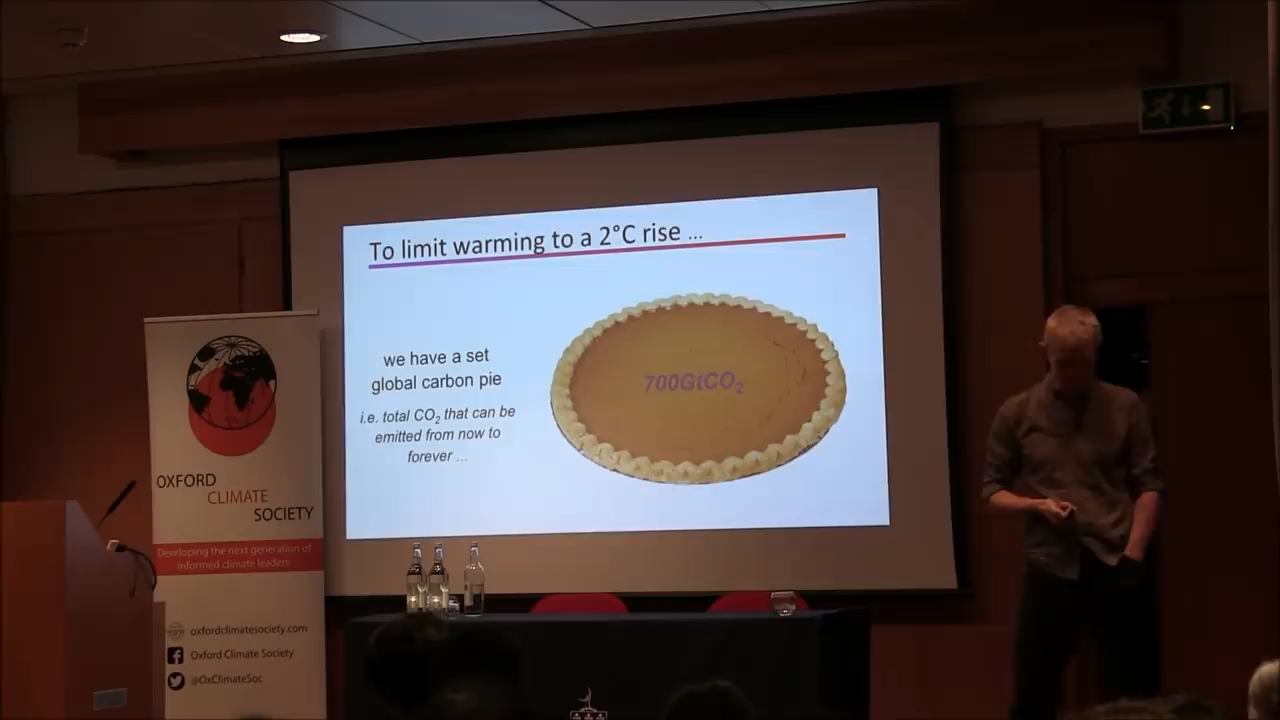 To limit warming to a 2°C rise ...
we have a set
global carbon pie
i.e. total CO₂ that can be
emitted from now to
forever ...
700GtCO₂
OXFORD
CLIMATE
SOCIETY
Developing the next generation of
informed climate leaders
oxfordclimatesociety.com
Oxford Climate Society
@OxClimateSoc